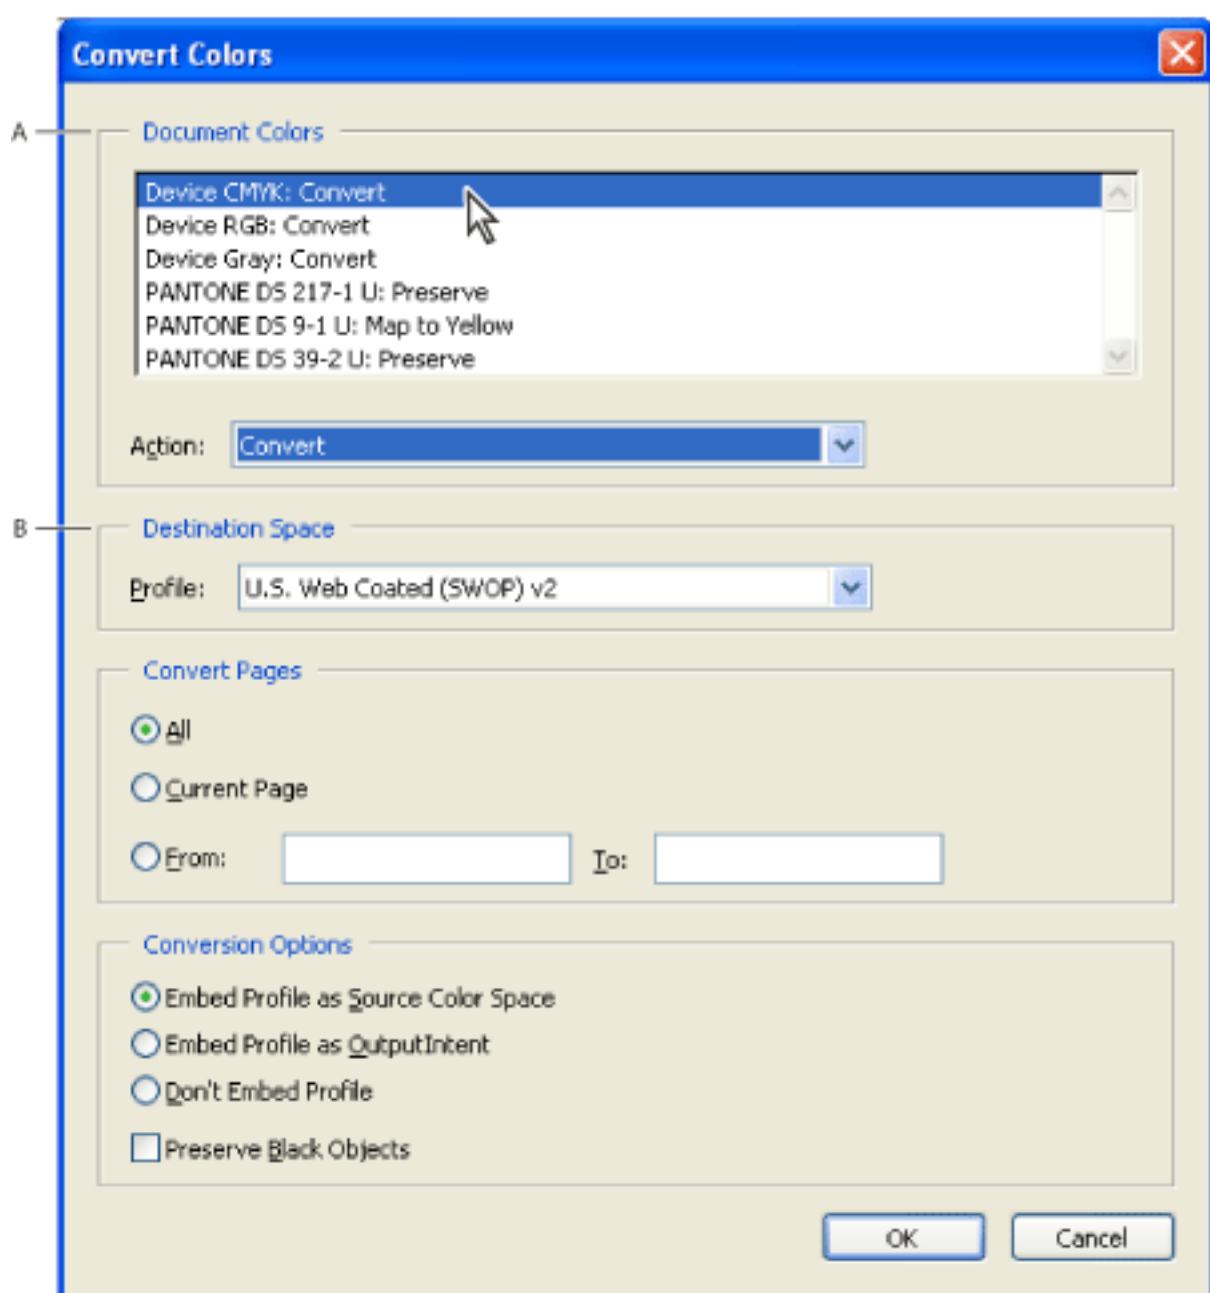 Convert Colors
A
Document Colors
Device CMYK: Convert
Device RGB: Convert
Device Gray: Convert
PANTONE DS 217-1 U: Preserve
PANTONE DS 9-1 U: Map to Yellow
PANTONE DS 39-2 U: Preserve
Action: Convert
B
Destination Space
Profile: U.S. Web Coated (SWOP) v2
Convert Pages
All
Current Page
From: To:
Conversion Options
Embed Profile as Source Color Space
Embed Profile as OutputIntent
Don't Embed Profile
Preserve Black Objects
OK Cancel